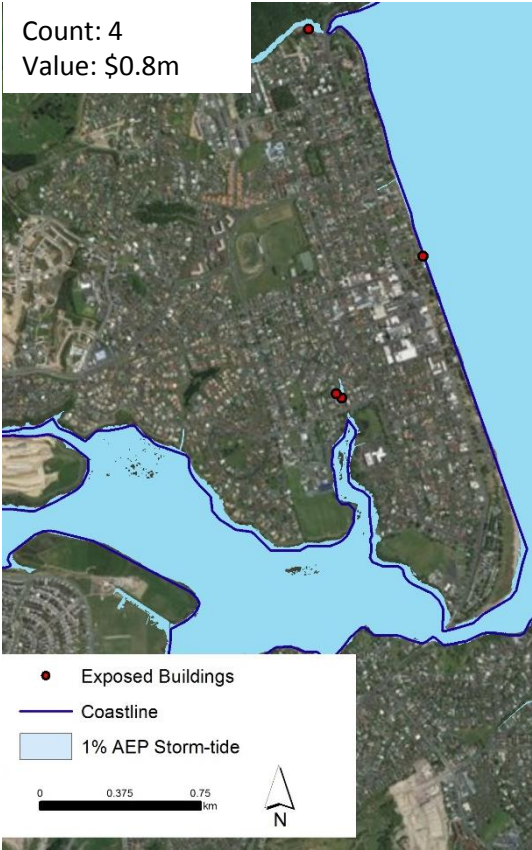 Count: 4
Value: $0.8m
Exposed Buildings
Coastline
1% AEP Storm-tide
0 0.375 0.75
km
N